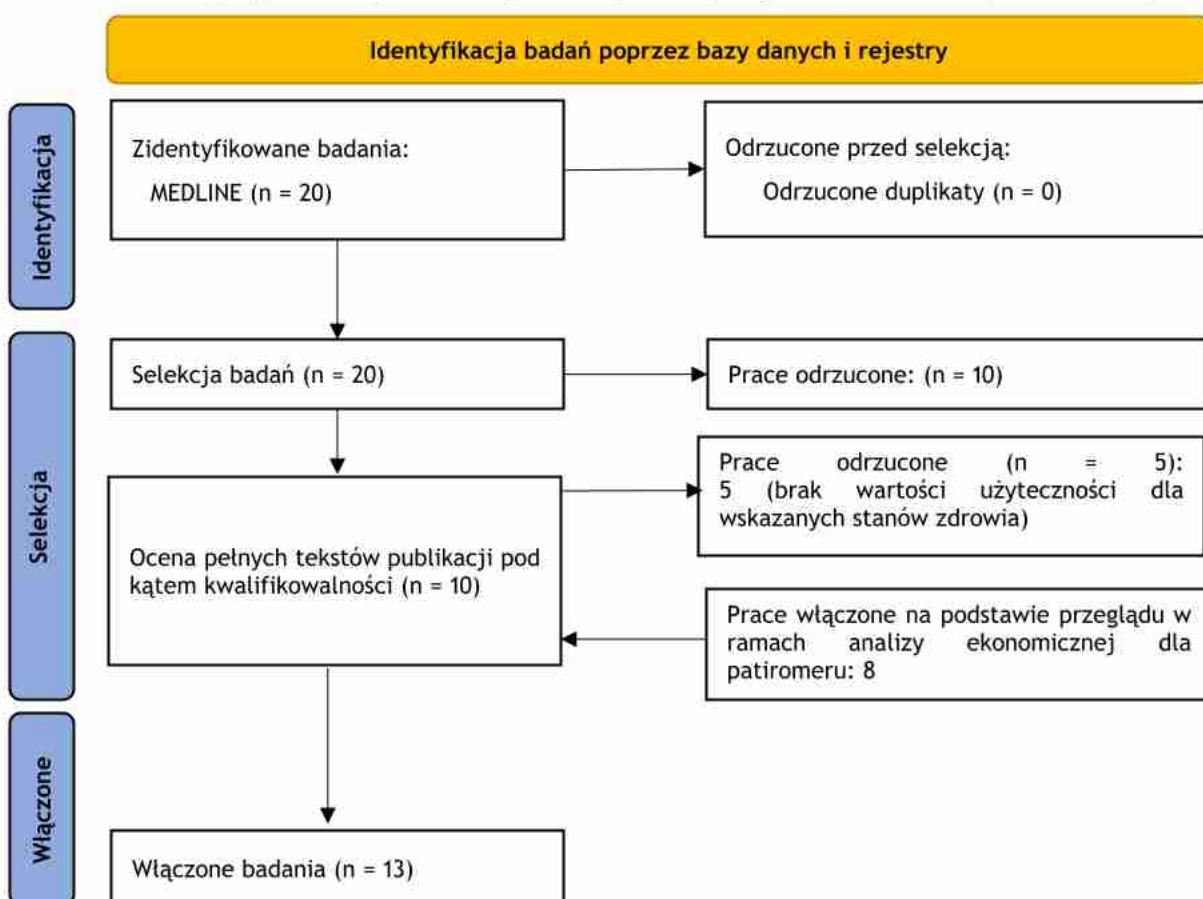 Identyfikacja badań poprzez bazy danych i rejestry
Identyfikacja
Zidentyfikowane badania:
MEDLINE (n = 20)
Odrzucone przed selekcją:
Odrzucone duplikaty (n = 0)
Selekcja
Selekcja badań (n = 20)
Prace odrzucone: (n = 10)
Ocena pełnych tekstów publikacji pod
kątem kwalifikowalności (n = 10)
Prace odrzucone (n = 5):
5 (brak wartości użyteczności dla
wskazanych stanów zdrowia)
Prace włączone na podstawie przeglądu w
ramach analizy ekonomicznej dla
patiromeru: 8
Włączone
Włączone badania (n = 13)